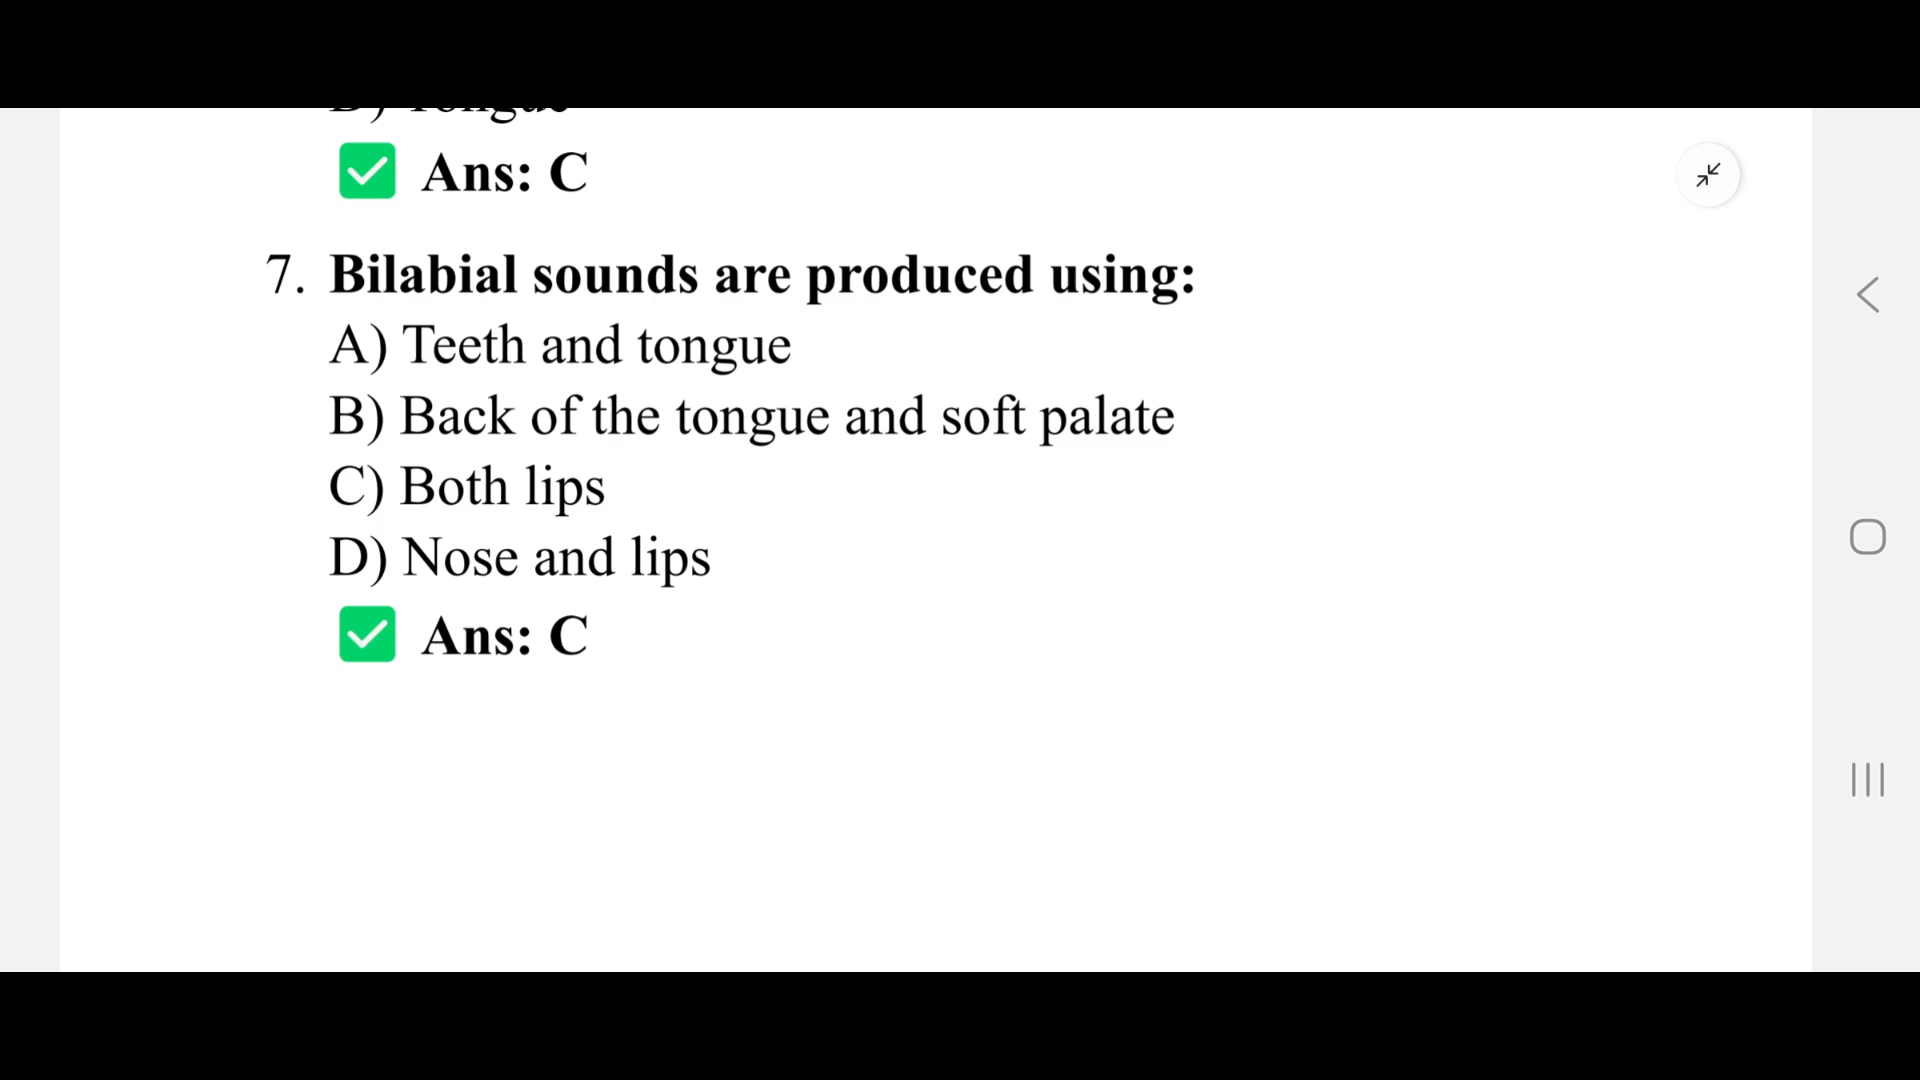 D) Tongue
✅ Ans: C
7. Bilabial sounds are produced using:
A) Teeth and tongue
B) Back of the tongue and soft palate
C) Both lips
D) Nose and lips
✅ Ans: C